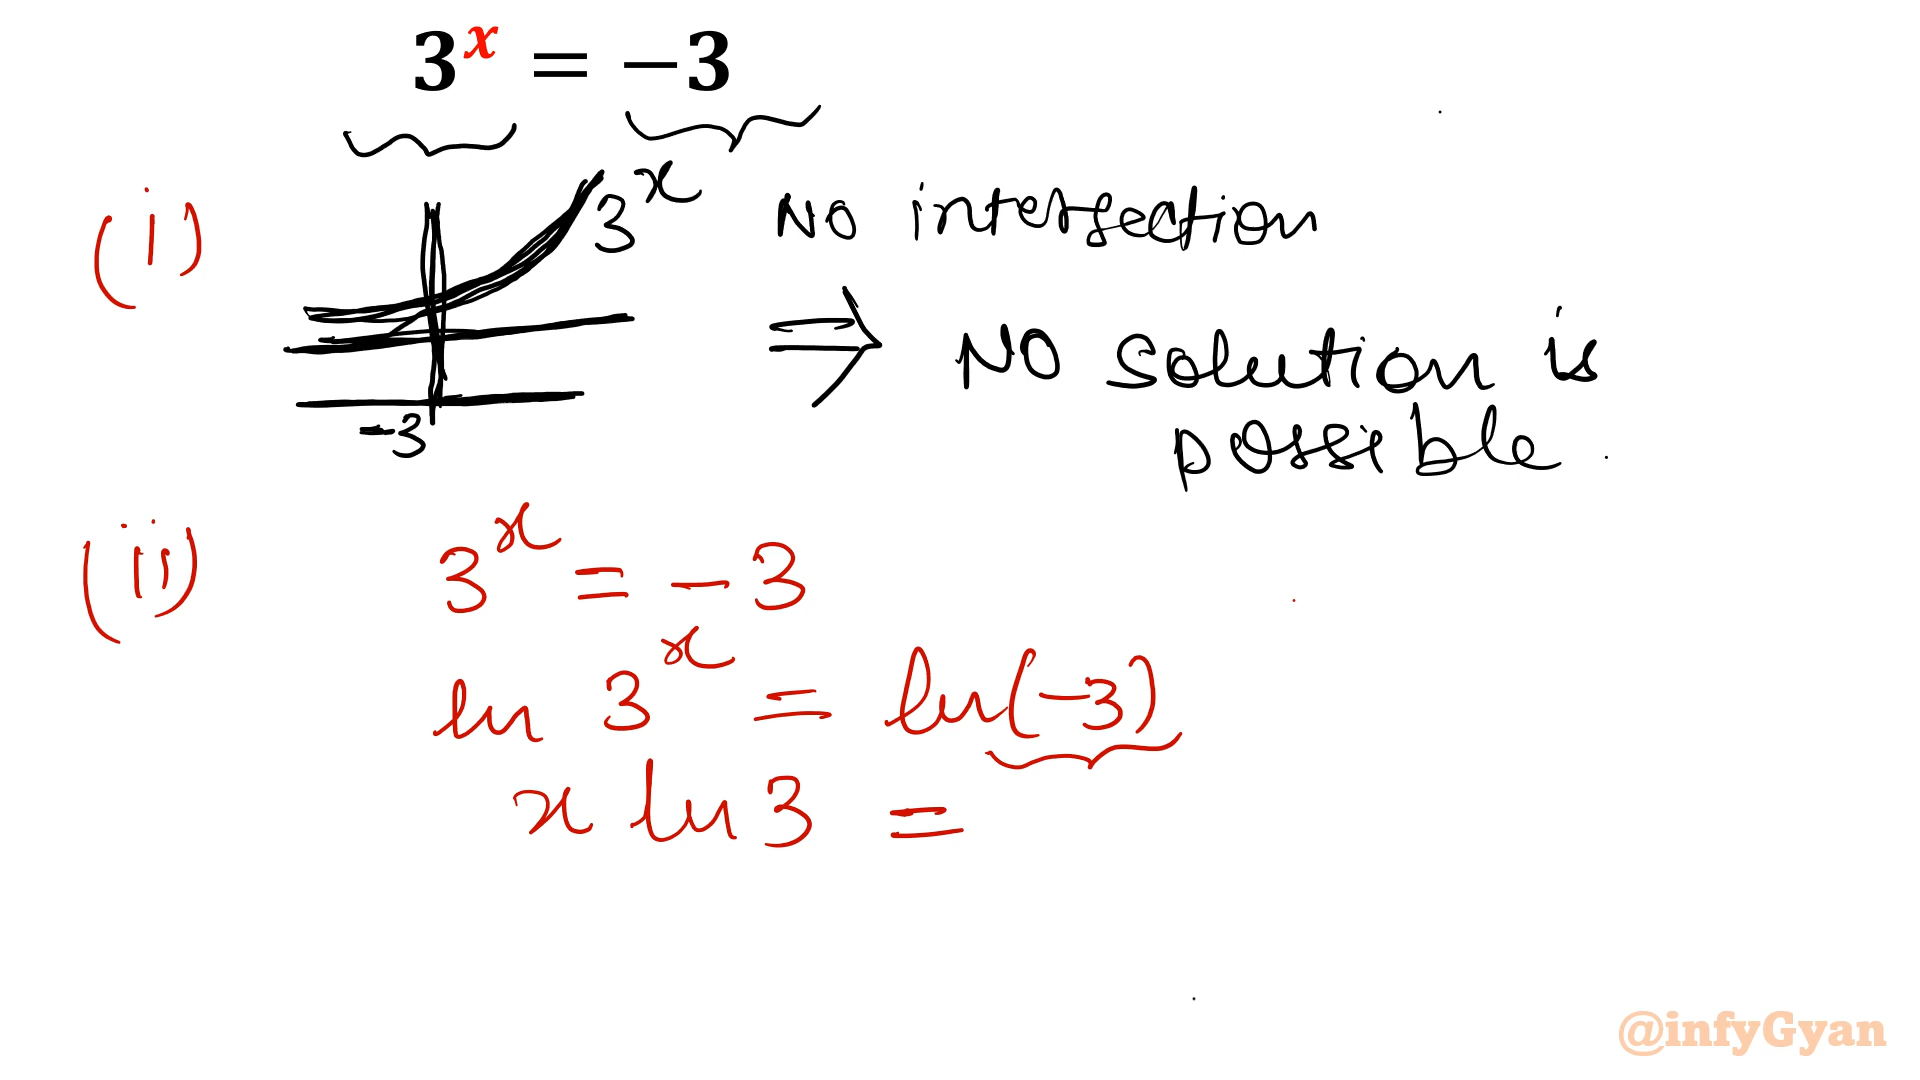 3^x = -3
(i)
3^x
-3
No intersection
⇒ No solution is
possible.
(ii)
3^x = -3
ln 3^x = ln(-3)
x ln 3 =
@infyGyan